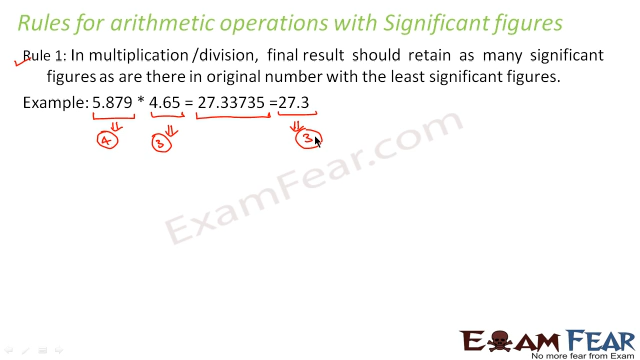 Rules for arithmetic operations with Significant figures
Rule 1: In multiplication /division, final result should retain as many significant
figures as are there in original number with the least significant figures.
Example: 5.879 * 4.65 = 27.33735 =27.3
4 3 3
ExamFear.com
EXAM FEAR
No more fear from Exam